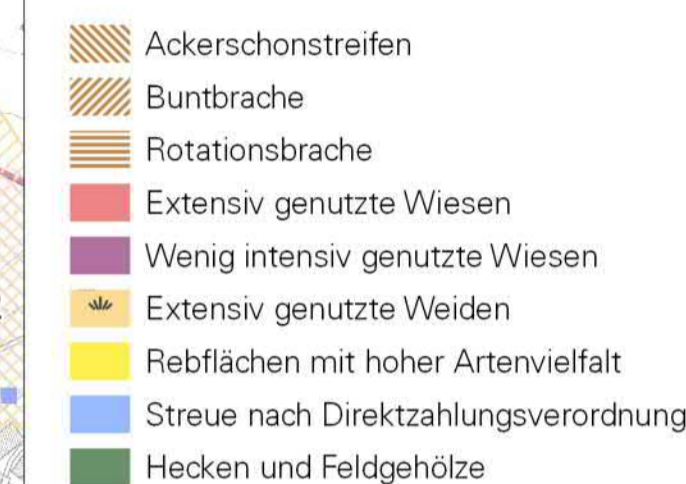 Ackerschonstreifen
Buntbrache
Rotationsbrache
Extensiv genutzte Wiesen
Wenig intensiv genutzte Wiesen
Extensiv genutzte Weiden
Rebflächen mit hoher Artenvielfalt
Streue nach Direktzahlungsverordnung
Hecken und Feldgehölze